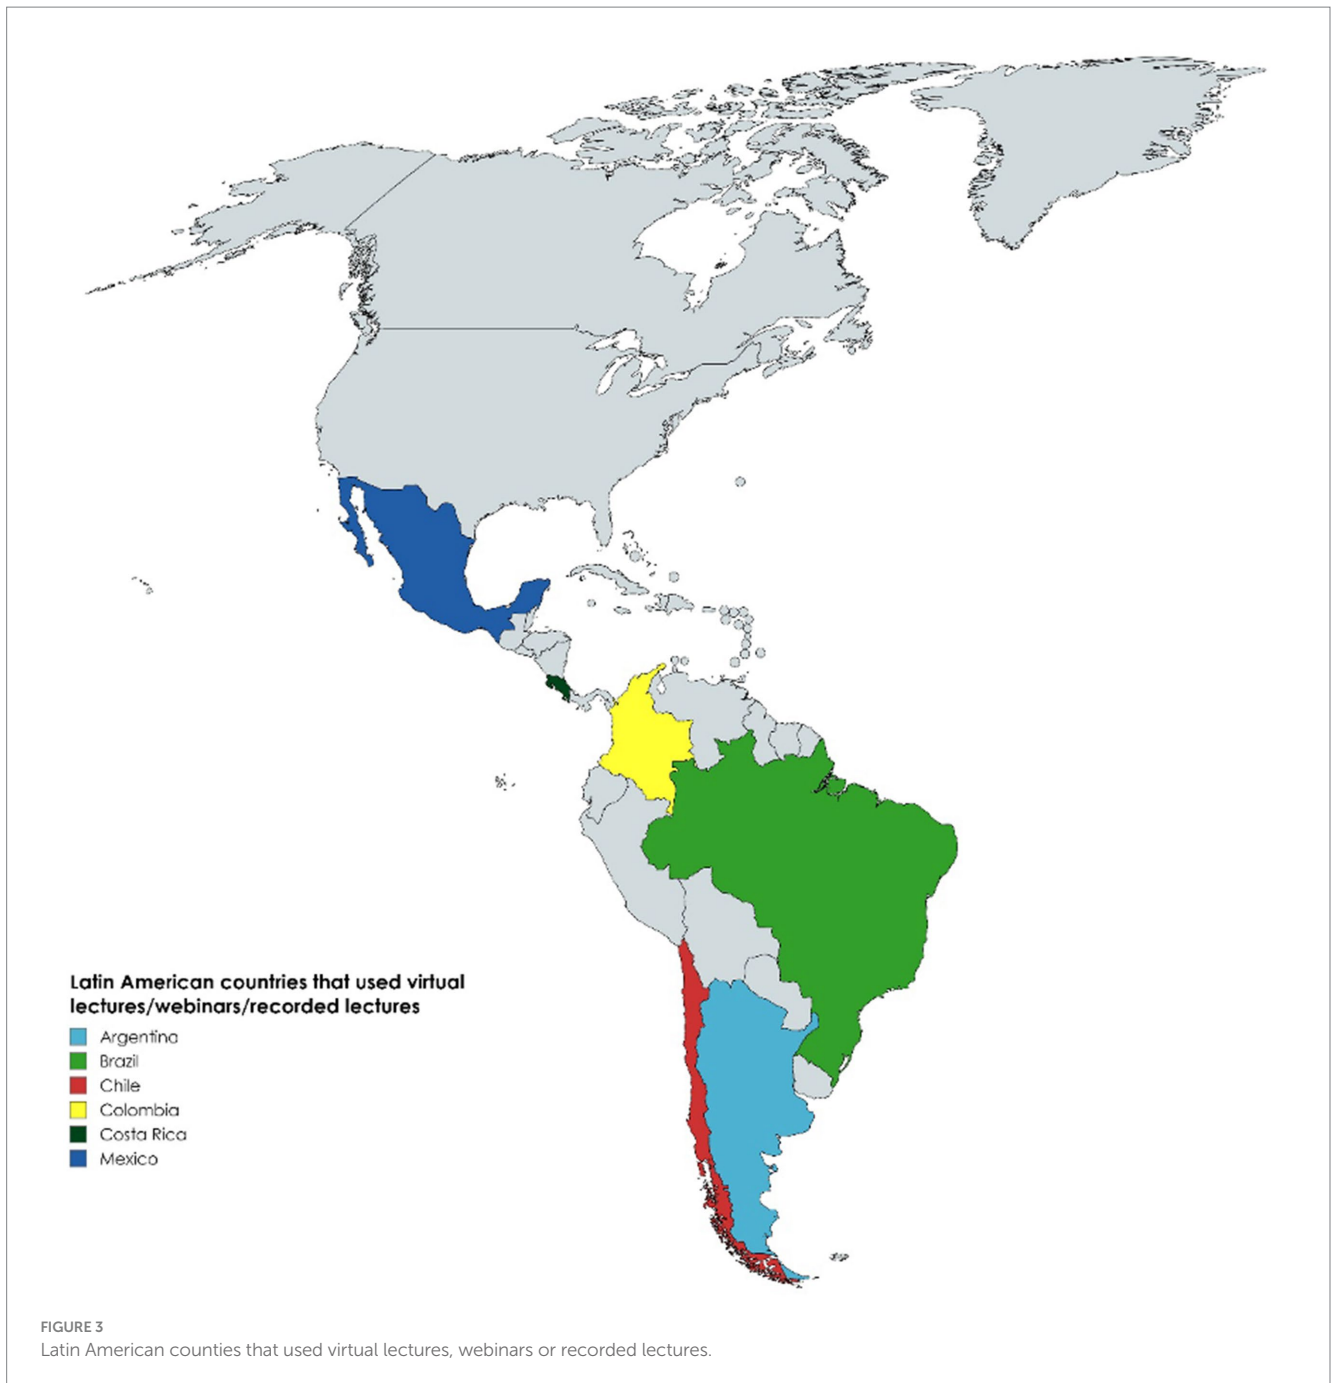 Latin American countries that used virtual
lectures/webinars/recorded lectures
Argentina
Brazil
Chile
Colombia
Costa Rica
Mexico
FIGURE 3
Latin American counties that used virtual lectures, webinars or recorded lectures.